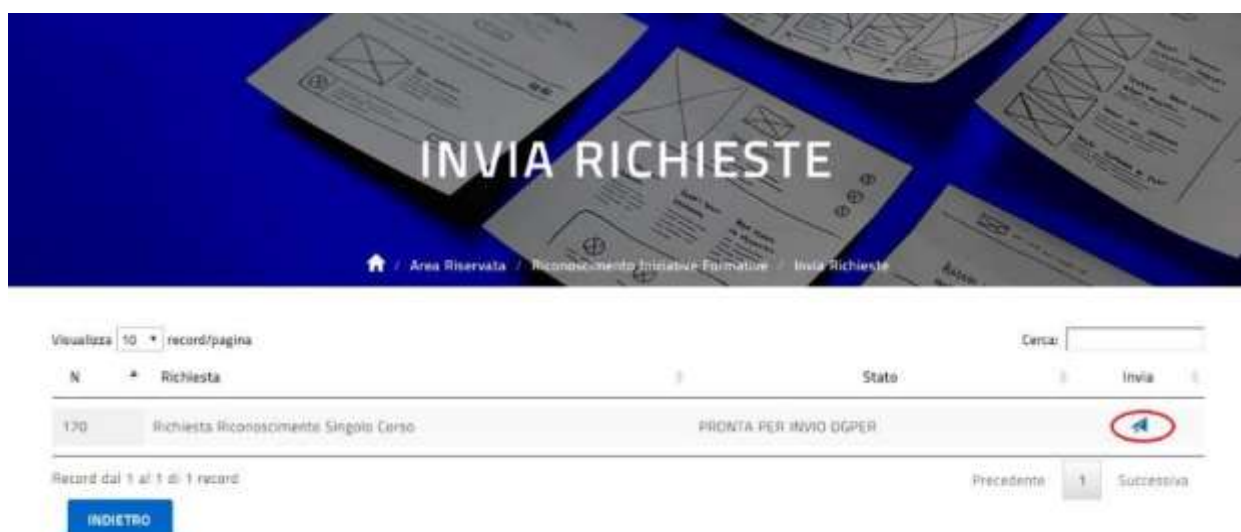 INVIA RICHIESTE
/ Area Riservata / Riconoscimento Iniziative Formative / Invia Richieste
Visualizza 10 record/pagina Cerca:
N Richiesta Stato Invia
170 Richiesta Riconoscimento Singolo Corso PRONTA PER INVIO DGPER
Record dal 1 al 1 di 1 record Precedente 1 Successiva
INDIETRO